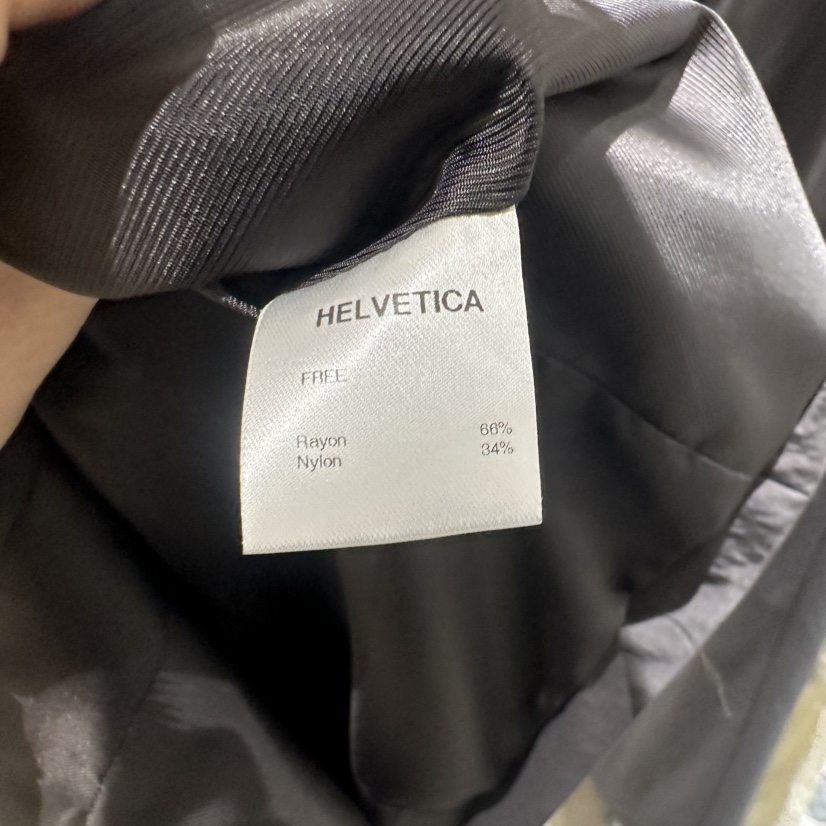 HELVETICA
FREE
Rayon 66%
Nylon 34%